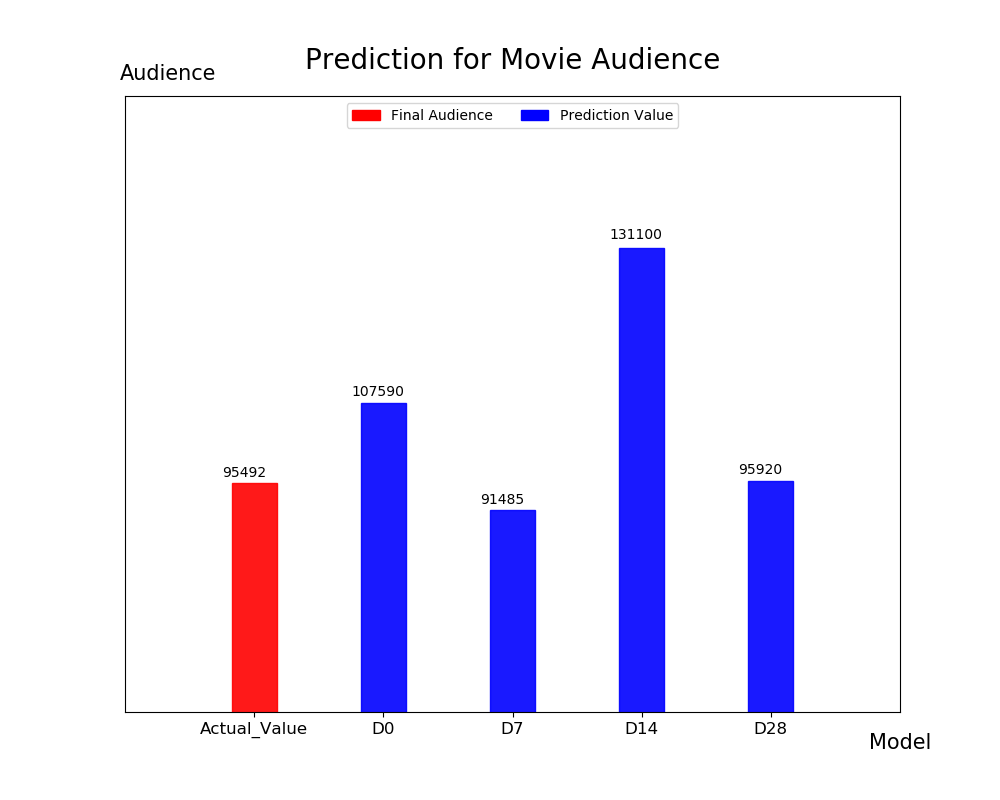 Prediction for Movie Audience
Audience
Final Audience
Prediction Value
131100
107590
95492
91485
95920
Actual_Value
D0
D7
D14
D28
Model